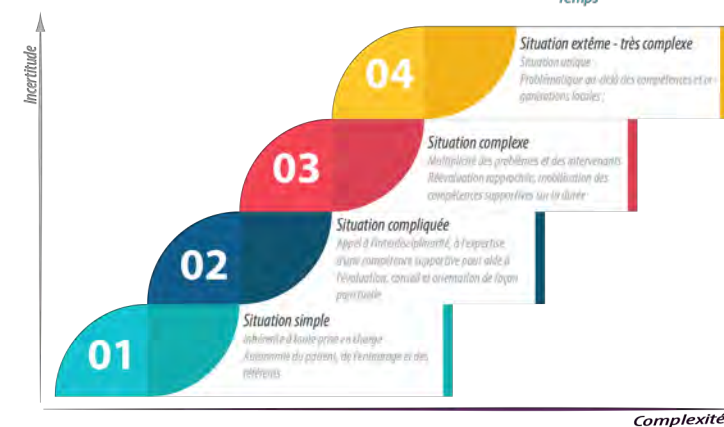 Temps
Incertitude
04
Situation extême - très complexe
Situation unique
Problématique au-delà des compétences et or-
ganisations locales ;
03
Situation complexe
Multiplicité des problèmes et des intervenants
Réévaluation rapprochée, mobilisation des
compétences supportives sur la durée
02
Situation compliquée
Appel à l'interdisciplinarité, à l'expertise
d'une compétence supportive pour aide à
l'évaluation, conseil et orientation de façon
ponctuelle
01
Situation simple
Inhérente à toute prise en charge
Autonomie du patient, de l'entourage et des
référents
Complexité